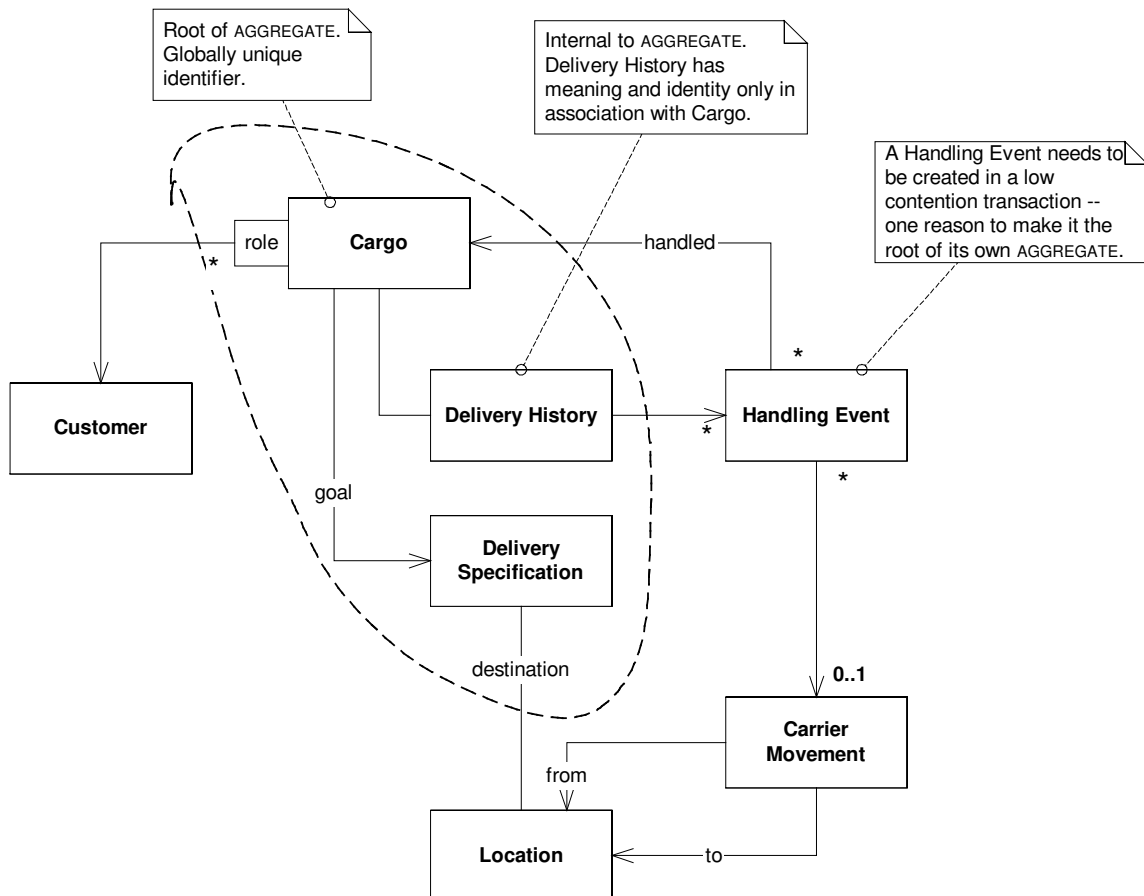 Root of AGGREGATE.
Globally unique
identifier.
Internal to AGGREGATE.
Delivery History has
meaning and identity only in
association with Cargo.
A Handling Event needs to
be created in a low
contention transaction --
one reason to make it the
root of its own AGGREGATE.
role
Cargo
handled
*
*
Customer
Delivery History
*
Handling Event
*
goal
Delivery
Specification
destination
0..1
Carrier
Movement
from
Location
to